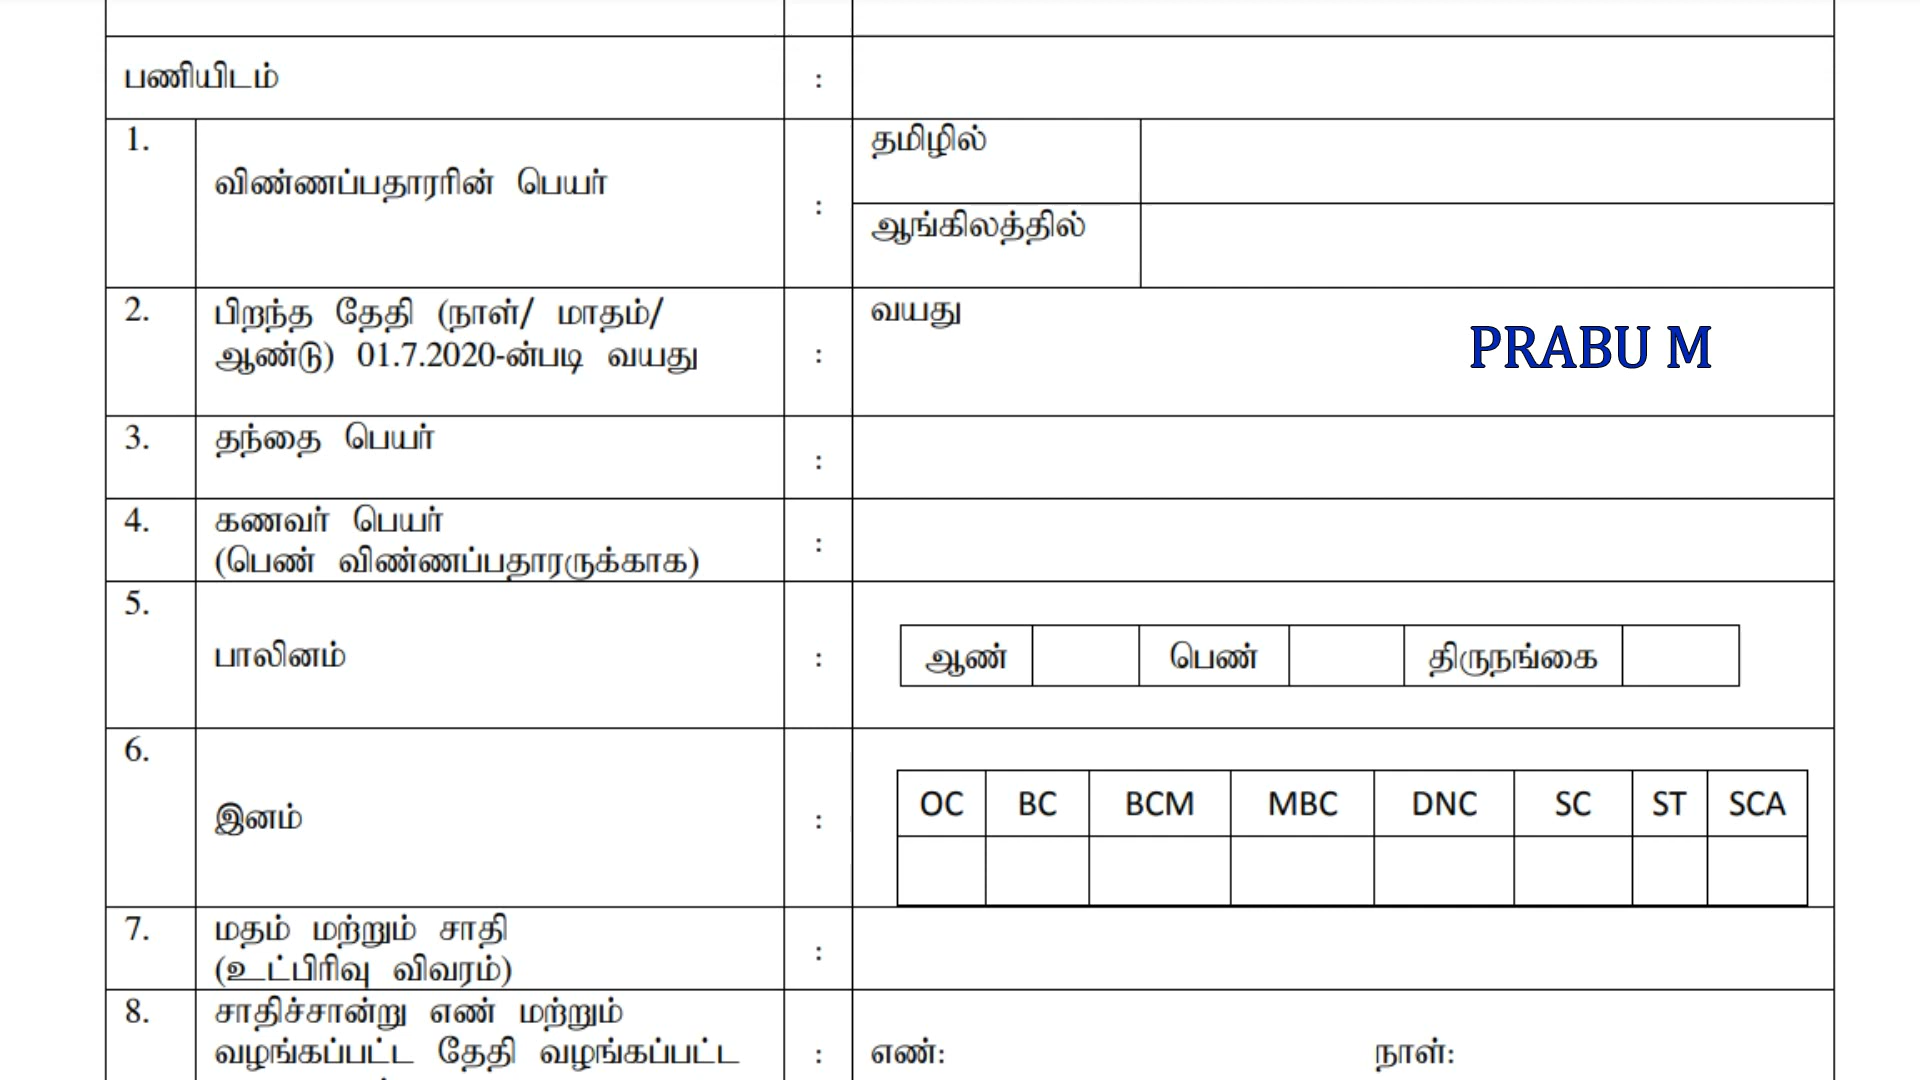 பணியிடம் :
1. விண்ணப்பதாரரின் பெயர் : தமிழில்
ஆங்கிலத்தில்
2. பிறந்த தேதி (நாள்/ மாதம்/ ஆண்டு) 01.7.2020-ன்படி வயது : வயது
PRABU M
3. தந்தை பெயர் :
4. கணவர் பெயர்
(பெண் விண்ணப்பதாரருக்காக) :
5. பாலினம் : ஆண் பெண் திருநங்கை
6. இனம் : OC BC BCM MBC DNC SC ST SCA
7. மதம் மற்றும் சாதி
(உட்பிரிவு விவரம்) :
8. சாதிச்சான்று எண் மற்றும்
வழங்கப்பட்ட தேதி வழங்கப்பட்ட : எண்: நாள்: